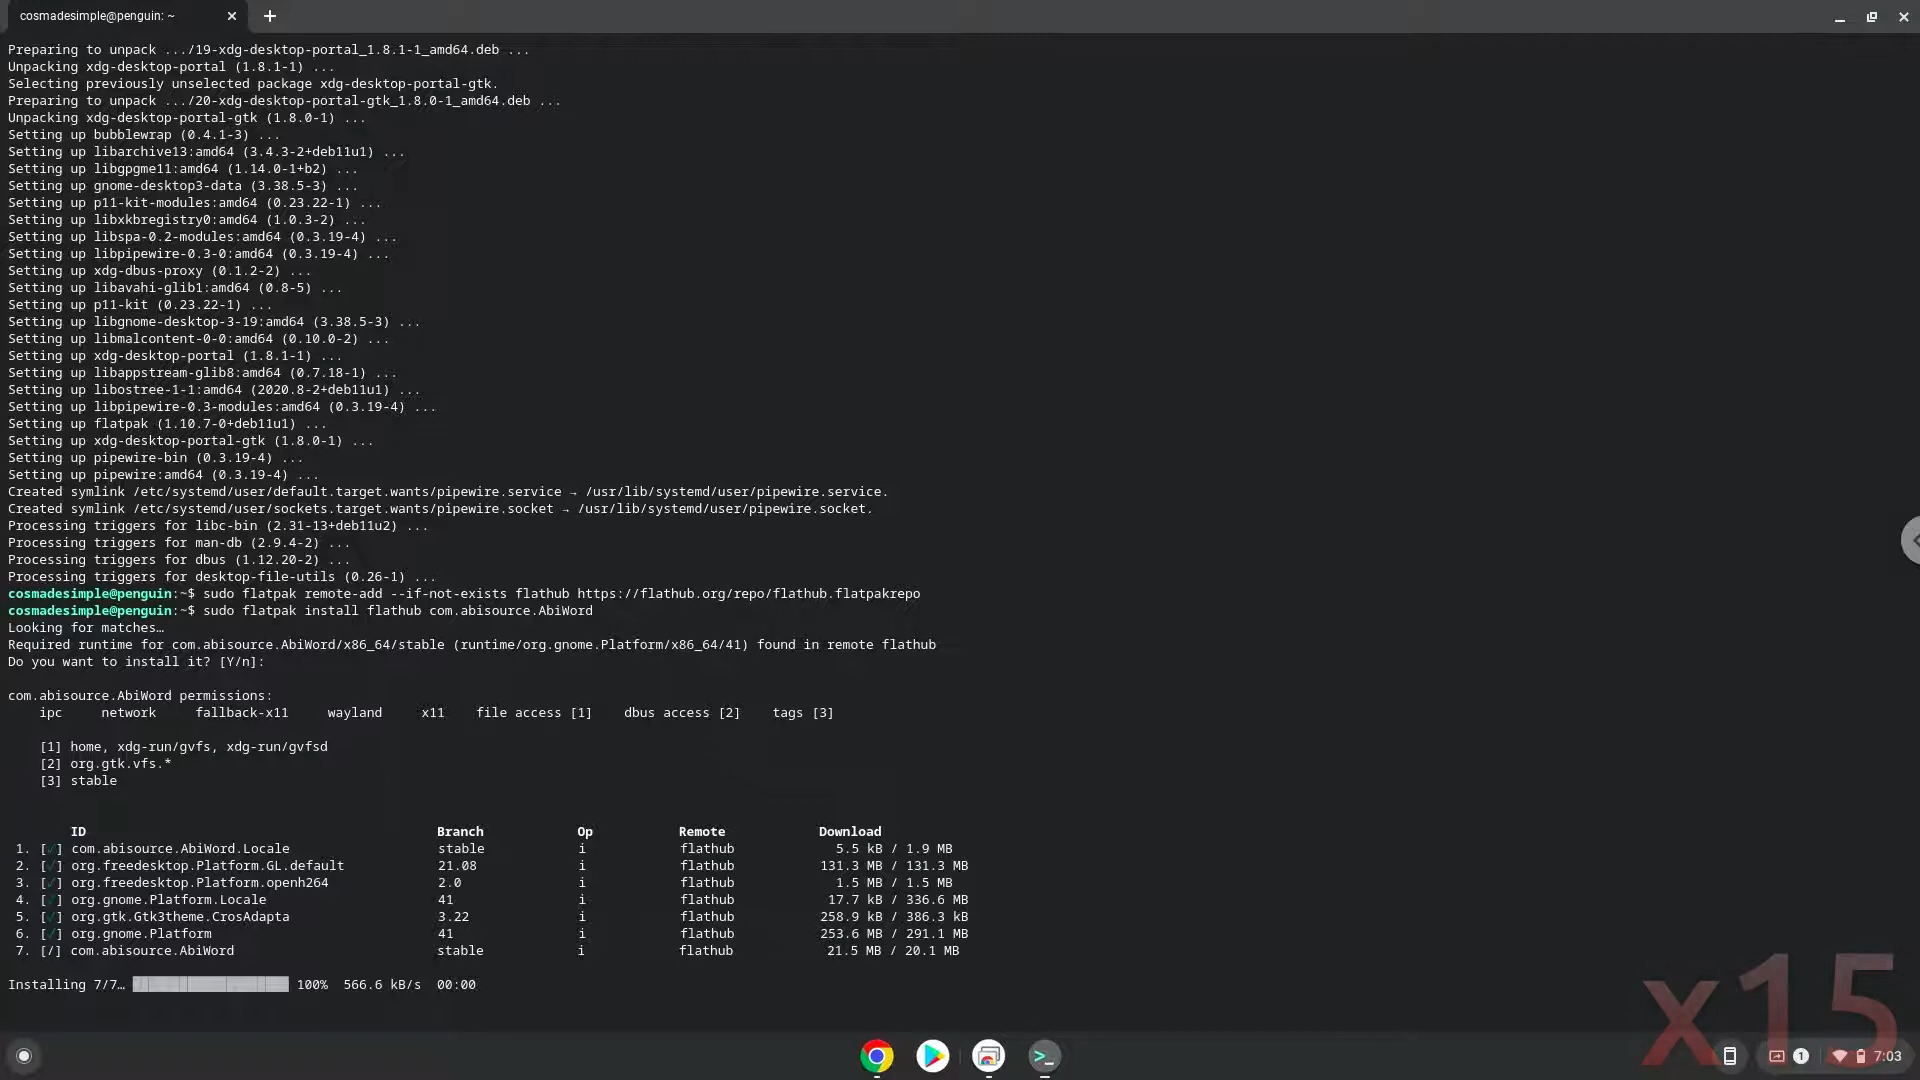 cosmadesimple@penguin: ~
Preparing to unpack .../19-xdg-desktop-portal_1.8.1-1_amd64.deb ...
Unpacking xdg-desktop-portal (1.8.1-1) ...
Selecting previously unselected package xdg-desktop-portal-gtk.
Preparing to unpack .../20-xdg-desktop-portal-gtk_1.8.0-1_amd64.deb ...
Unpacking xdg-desktop-portal-gtk (1.8.0-1) ...
Setting up bubblewrap (0.4.1-3) ...
Setting up libarchive13:amd64 (3.4.3-2+deb11u1) ...
Setting up libgpgme11:amd64 (1.14.0-1+b2) ...
Setting up gnome-desktop3-data (3.38.5-3) ...
Setting up p11-kit-modules:amd64 (0.23.22-1) ...
Setting up libxkbregistry0:amd64 (1.0.3-2) ...
Setting up libspa-0.2-modules:amd64 (0.3.19-4) ...
Setting up libpipewire-0.3-0:amd64 (0.3.19-4) ...
Setting up xdg-dbus-proxy (0.1.2-2) ...
Setting up libavahi-glib1:amd64 (0.8-5) ...
Setting up p11-kit (0.23.22-1) ...
Setting up libgnome-desktop-3-19:amd64 (3.38.5-3) ...
Setting up libmalcontent-0-0:amd64 (0.10.0-2) ...
Setting up xdg-desktop-portal (1.8.1-1) ...
Setting up libappstream-glib8:amd64 (0.7.18-1) ...
Setting up libostree-1-1:amd64 (2020.8-2+deb11u1) ...
Setting up libpipewire-0.3-modules:amd64 (0.3.19-4) ...
Setting up flatpak (1.10.7-0+deb11u1) ...
Setting up xdg-desktop-portal-gtk (1.8.0-1) ...
Setting up pipewire-bin (0.3.19-4) ...
Setting up pipewire:amd64 (0.3.19-4) ...
Created symlink /etc/systemd/user/default.target.wants/pipewire.service → /usr/lib/systemd/user/pipewire.service.
Created symlink /etc/systemd/user/sockets.target.wants/pipewire.socket → /usr/lib/systemd/user/pipewire.socket.
Processing triggers for libc-bin (2.31-13+deb11u2) ...
Processing triggers for man-db (2.9.4-2) ...
Processing triggers for dbus (1.12.20-2) ...
Processing triggers for desktop-file-utils (0.26-1) ...
cosmadesimple@penguin:~$ sudo flatpak remote-add --if-not-exists flathub https://flathub.org/repo/flathub.flatpakrepo
cosmadesimple@penguin:~$ sudo flatpak install flathub com.abisource.AbiWord
Looking for matches…
Required runtime for com.abisource.AbiWord/x86_64/stable (runtime/org.gnome.Platform/x86_64/41) found in remote flathub
Do you want to install it? [Y/n]:
com.abisource.AbiWord permissions:
ipc network fallback-x11 wayland x11 file access [1] dbus access [2] tags [3]
[1] home, xdg-run/gvfs, xdg-run/gvfsd
[2] org.gtk.vfs.*
[3] stable
ID Branch Op Remote Download
1. [✓] com.abisource.AbiWord.Locale stable i flathub 5.5 kB / 1.9 MB
2. [✓] org.freedesktop.Platform.GL.default 21.08 i flathub 131.3 MB / 131.3 MB
3. [✓] org.freedesktop.Platform.openh264 2.0 i flathub 1.5 MB / 1.5 MB
4. [✓] org.gnome.Platform.Locale 41 i flathub 17.7 kB / 336.6 MB
5. [✓] org.gtk.Gtk3theme.CrosAdapta 3.22 i flathub 258.9 kB / 386.3 kB
6. [✓] org.gnome.Platform 41 i flathub 253.6 MB / 291.1 MB
7. [/] com.abisource.AbiWord stable i flathub 21.5 MB / 20.1 MB
Installing 7/7… 100% 566.6 kB/s 00:00
x15
1 7:03